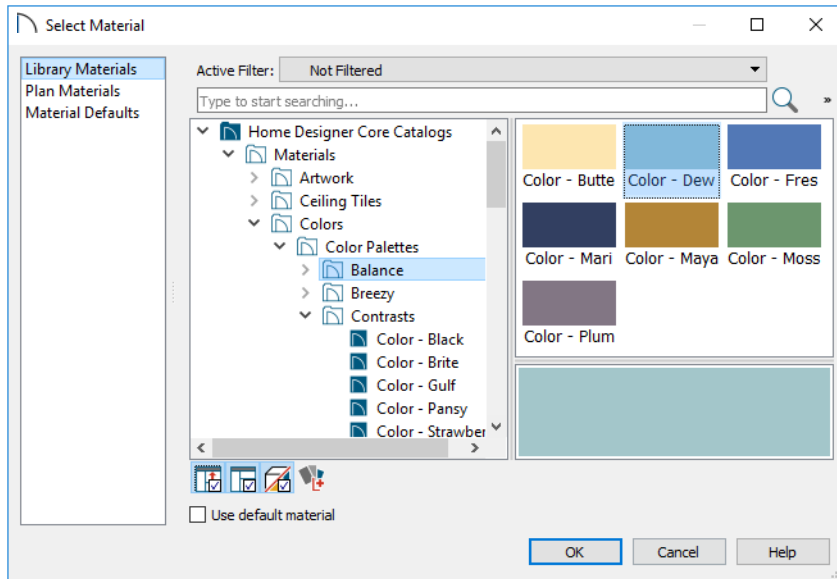 Select Material
Library Materials
Plan Materials
Material Defaults
Active Filter: Not Filtered
Type to start searching...
»
Home Designer Core Catalogs
Materials
Artwork
Ceiling Tiles
Colors
Color Palettes
Balance
Breezy
Contrasts
Color - Black
Color - Brite
Color - Gulf
Color - Pansy
Color - Strawber
Color - Butte Color - Dew Color - Fres
Color - Mari Color - Maya Color - Moss
Color - Plum
Use default material
OK Cancel Help